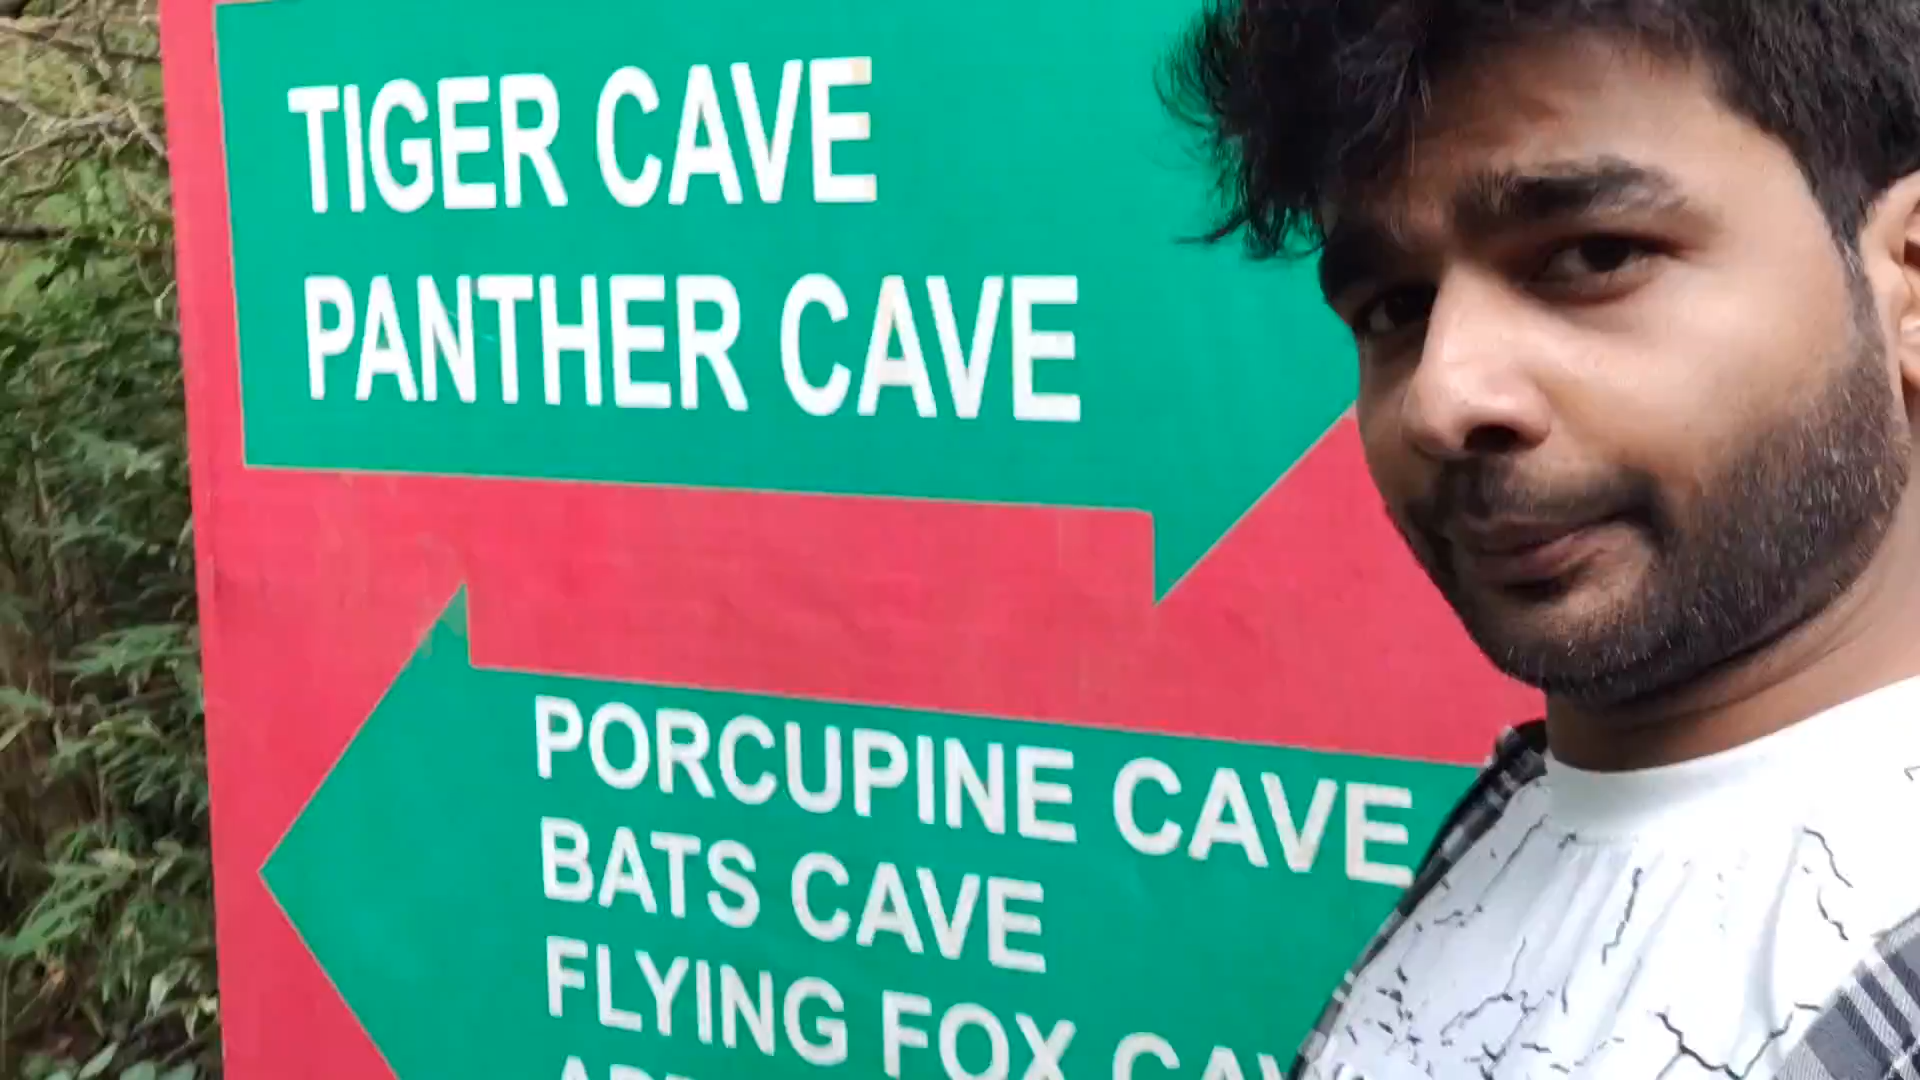 TIGER CAVE
PANTHER CAVE
PORCUPINE CAVE
BATS CAVE
FLYING FOX